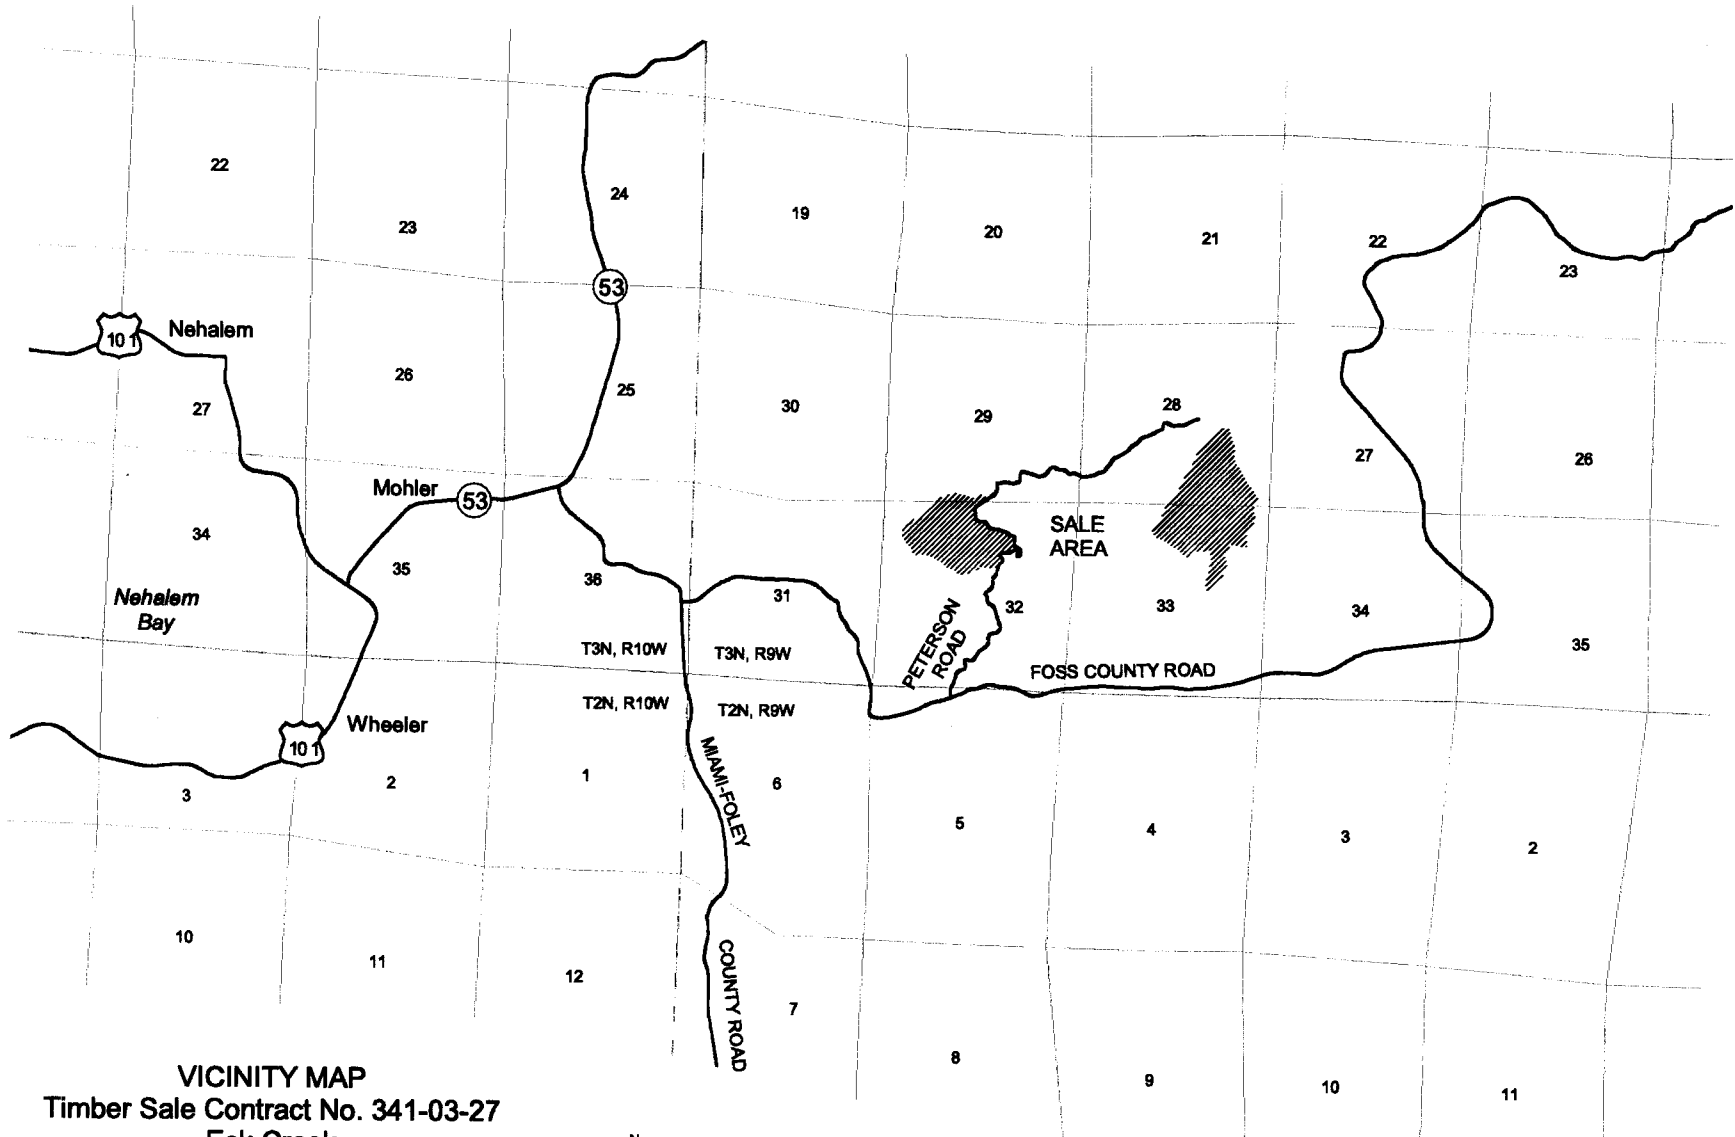 22
23
24
19
20
21
22
23
53
101
Nehalem
26
25
30
29
28
27
26
27
Mohler
53
34
35
36
31
32
33
34
35
SALE
AREA
Nehalem
Bay
PETERSON
ROAD
T3N, R10W
T3N, R9W
FOSS COUNTY ROAD
T2N, R10W
T2N, R9W
Wheeler
101
MIAMI-FOLEY
COUNTY ROAD
3
2
1
6
5
4
3
2
10
11
12
7
8
9
10
11
VICINITY MAP
Timber Sale Contract No. 341-03-27
N